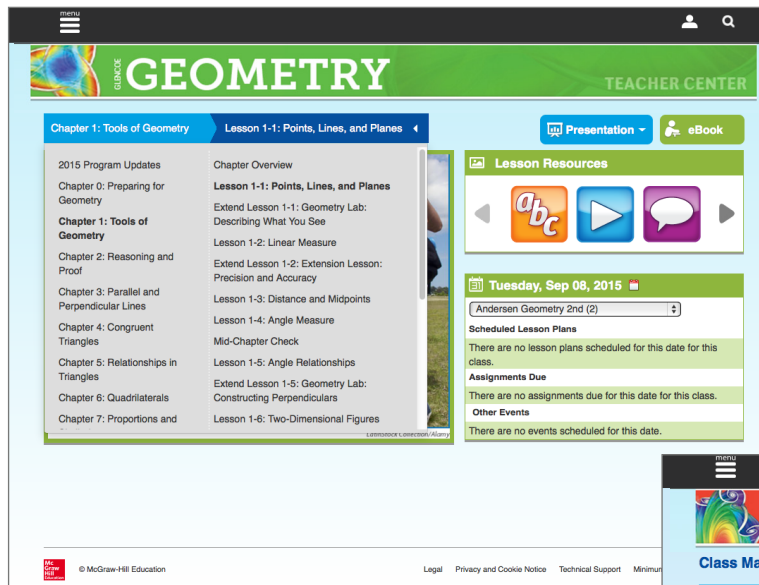 menu
GLENCOE
GEOMETRY
TEACHER CENTER
Chapter 1: Tools of Geometry
Lesson 1-1: Points, Lines, and Planes
Presentation
eBook
2015 Program Updates
Chapter 0: Preparing for
Geometry
Chapter 1: Tools of
Geometry
Chapter 2: Reasoning and
Proof
Chapter 3: Parallel and
Perpendicular Lines
Chapter 4: Congruent
Triangles
Chapter 5: Relationships in
Triangles
Chapter 6: Quadrilaterals
Chapter 7: Proportions and
Chapter Overview
Lesson 1-1: Points, Lines, and Planes
Extend Lesson 1-1: Geometry Lab:
Describing What You See
Lesson 1-2: Linear Measure
Extend Lesson 1-2: Extension Lesson:
Precision and Accuracy
Lesson 1-3: Distance and Midpoints
Lesson 1-4: Angle Measure
Mid-Chapter Check
Lesson 1-5: Angle Relationships
Extend Lesson 1-5: Geometry Lab:
Constructing Perpendiculars
Lesson 1-6: Two-Dimensional Figures
Collection/Alamy
Lesson Resources
abc
Tuesday, Sep 08, 2015
Andersen Geometry 2nd (2)
Scheduled Lesson Plans
There are no lesson plans scheduled for this date for this
class.
Assignments Due
There are no assignments due for this date for this class.
Other Events
There are no events scheduled for this date.
menu
Class Ma
Mc
Graw
Hill
Education
© McGraw-Hill Education
Legal
Privacy and Cookie Notice
Technical Support